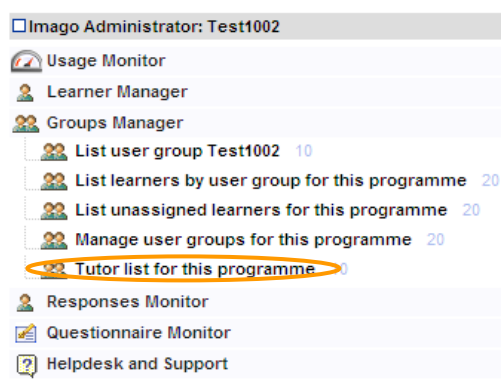 Imago Administrator: Test1002
Usage Monitor
Learner Manager
Groups Manager
List user group Test1002 10
List learners by user group for this programme 20
List unassigned learners for this programme 20
Manage user groups for this programme 20
Tutor list for this programme
Responses Monitor
Questionnaire Monitor
Helpdesk and Support